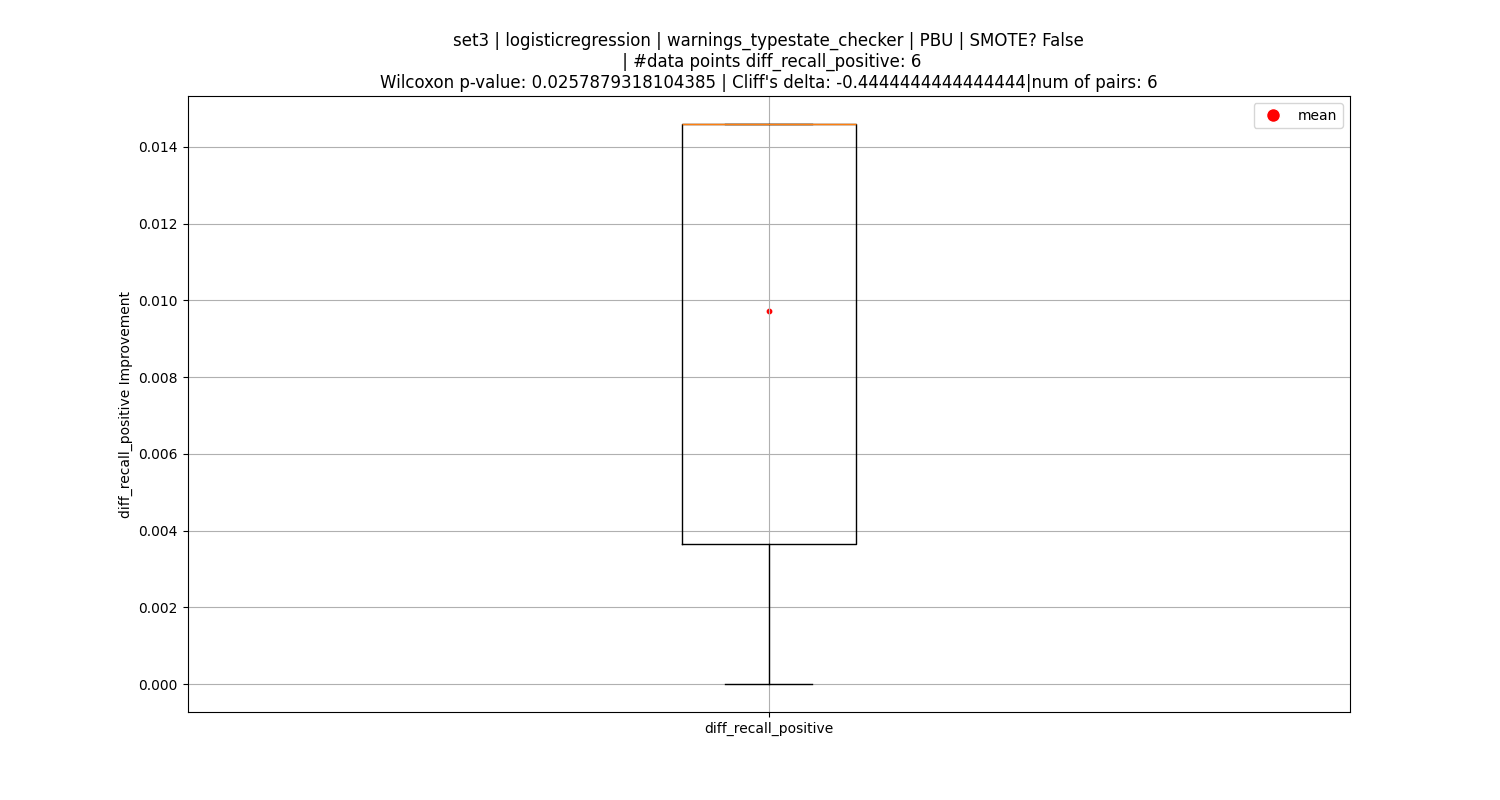 set3 | logisticregression | warnings_typestate_checker | PBU | SMOTE? False
| #data points diff_recall_positive: 6
Wilcoxon p-value: 0.0257879318104385 | Cliff's delta: -0.4444444444444444|num of pairs: 6
mean
0.014
0.012
0.010
0.008
0.006
0.004
0.002
0.000
diff_recall_positive Improvement
diff_recall_positive